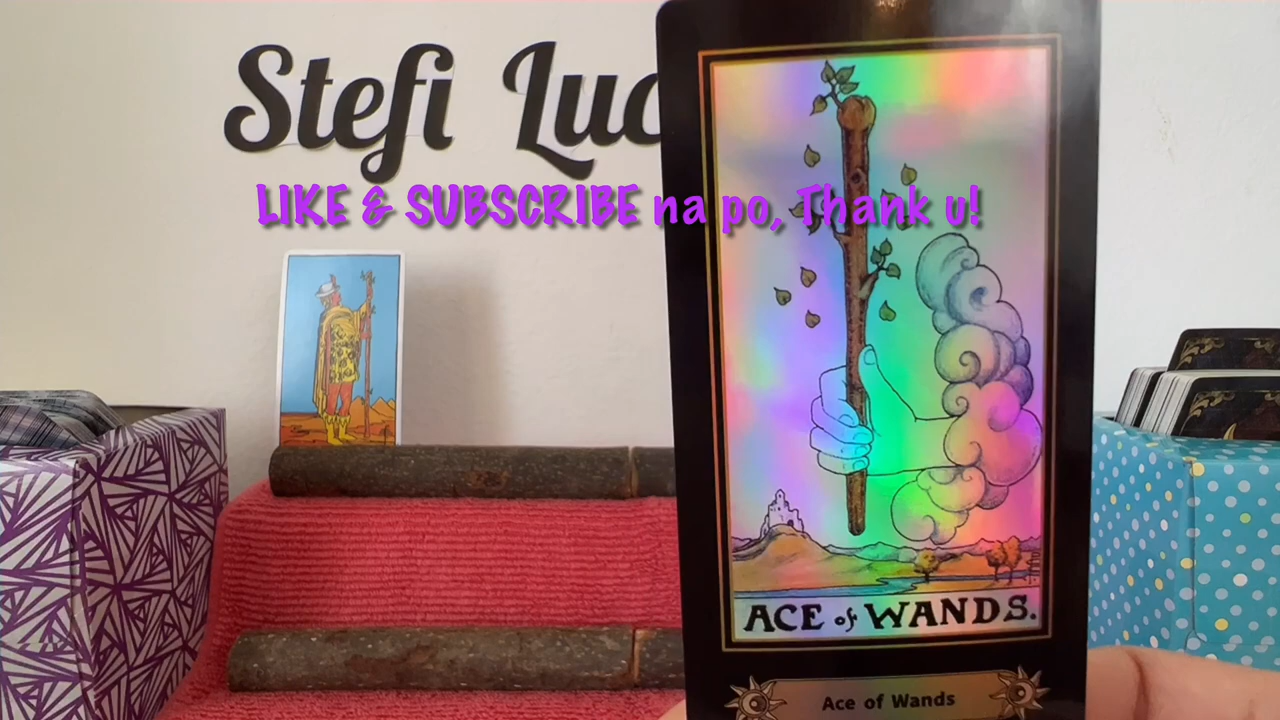 Stefi Luc
LIKE & SUBSCRIBE na po, Thank u!
ACE of WANDS.
Ace of Wands